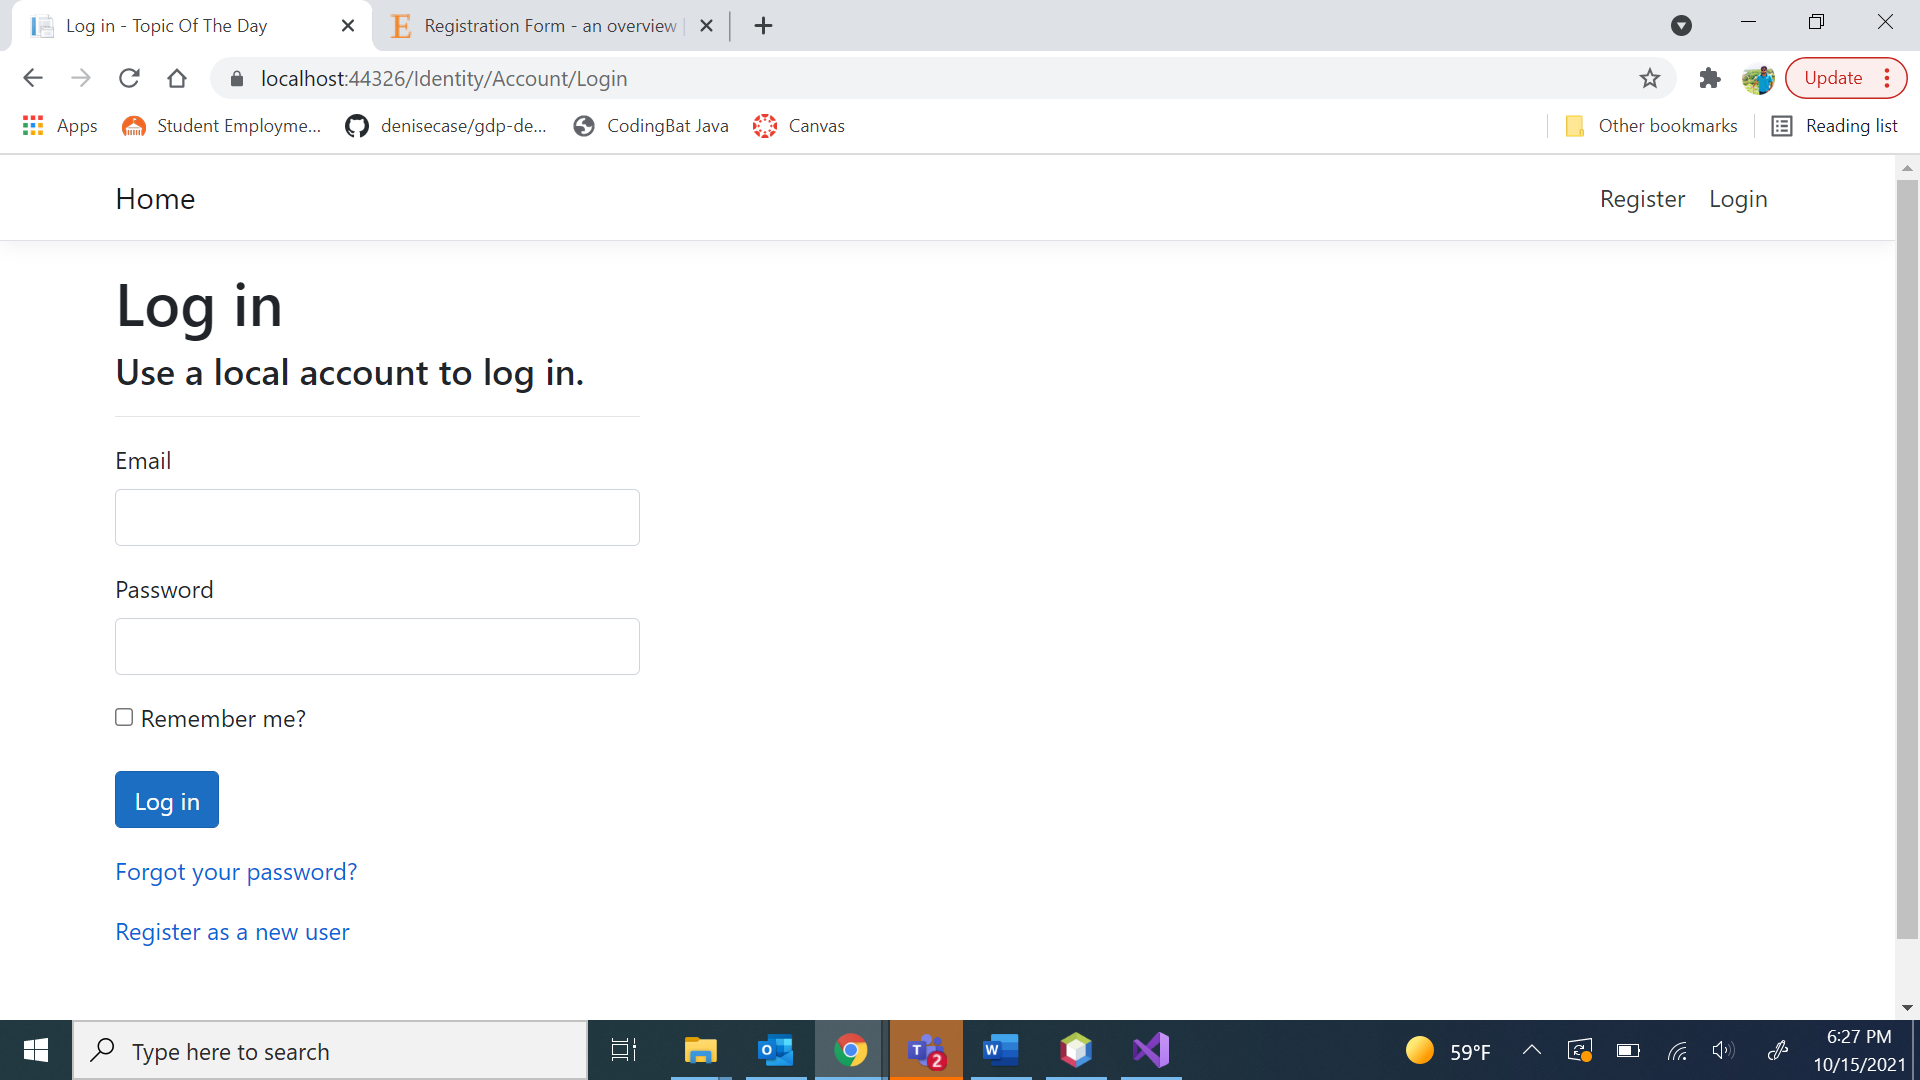 Log in - Topic Of The Day
Registration Form - an overview
localhost:44326/Identity/Account/Login
Update
Apps
Student Employme...
denisecase/gdp-de...
CodingBat Java
Canvas
Other bookmarks
Reading list
Home
Register
Login
Log in
Use a local account to log in.
Email
Password
Remember me?
Log in
Forgot your password?
Register as a new user
Type here to search
2
59°F
6:27 PM
10/15/2021